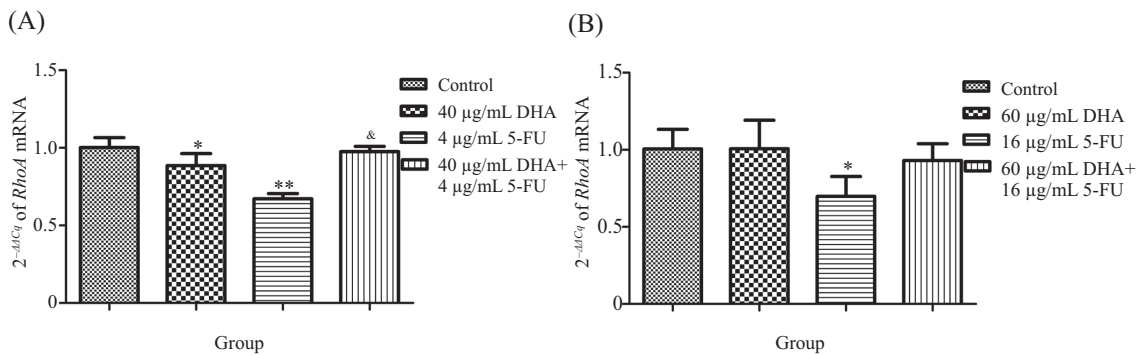 (A)
2−ΔΔCq of RhoA mRNA
1.5
1.0
0.5
0
*
**
&
Control
40 µg/mL DHA
4 µg/mL 5-FU
40 µg/mL DHA+
4 µg/mL 5-FU
Group
(B)
2−ΔΔCq of RhoA mRNA
1.5
1.0
0.5
0
*
Control
60 µg/mL DHA
16 µg/mL 5-FU
60 µg/mL DHA+
16 µg/mL 5-FU
Group